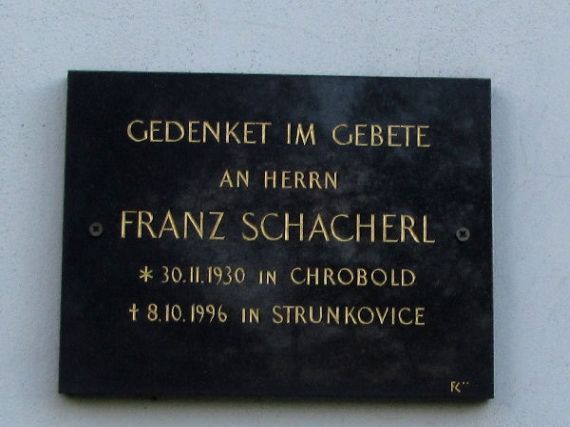 GEDENKET IM GEBETE
AN HERRN
FRANZ SCHACHERL
* 30.11.1930 IN CHROBOLD
† 8.10.1996 IN STRUNKOVICE